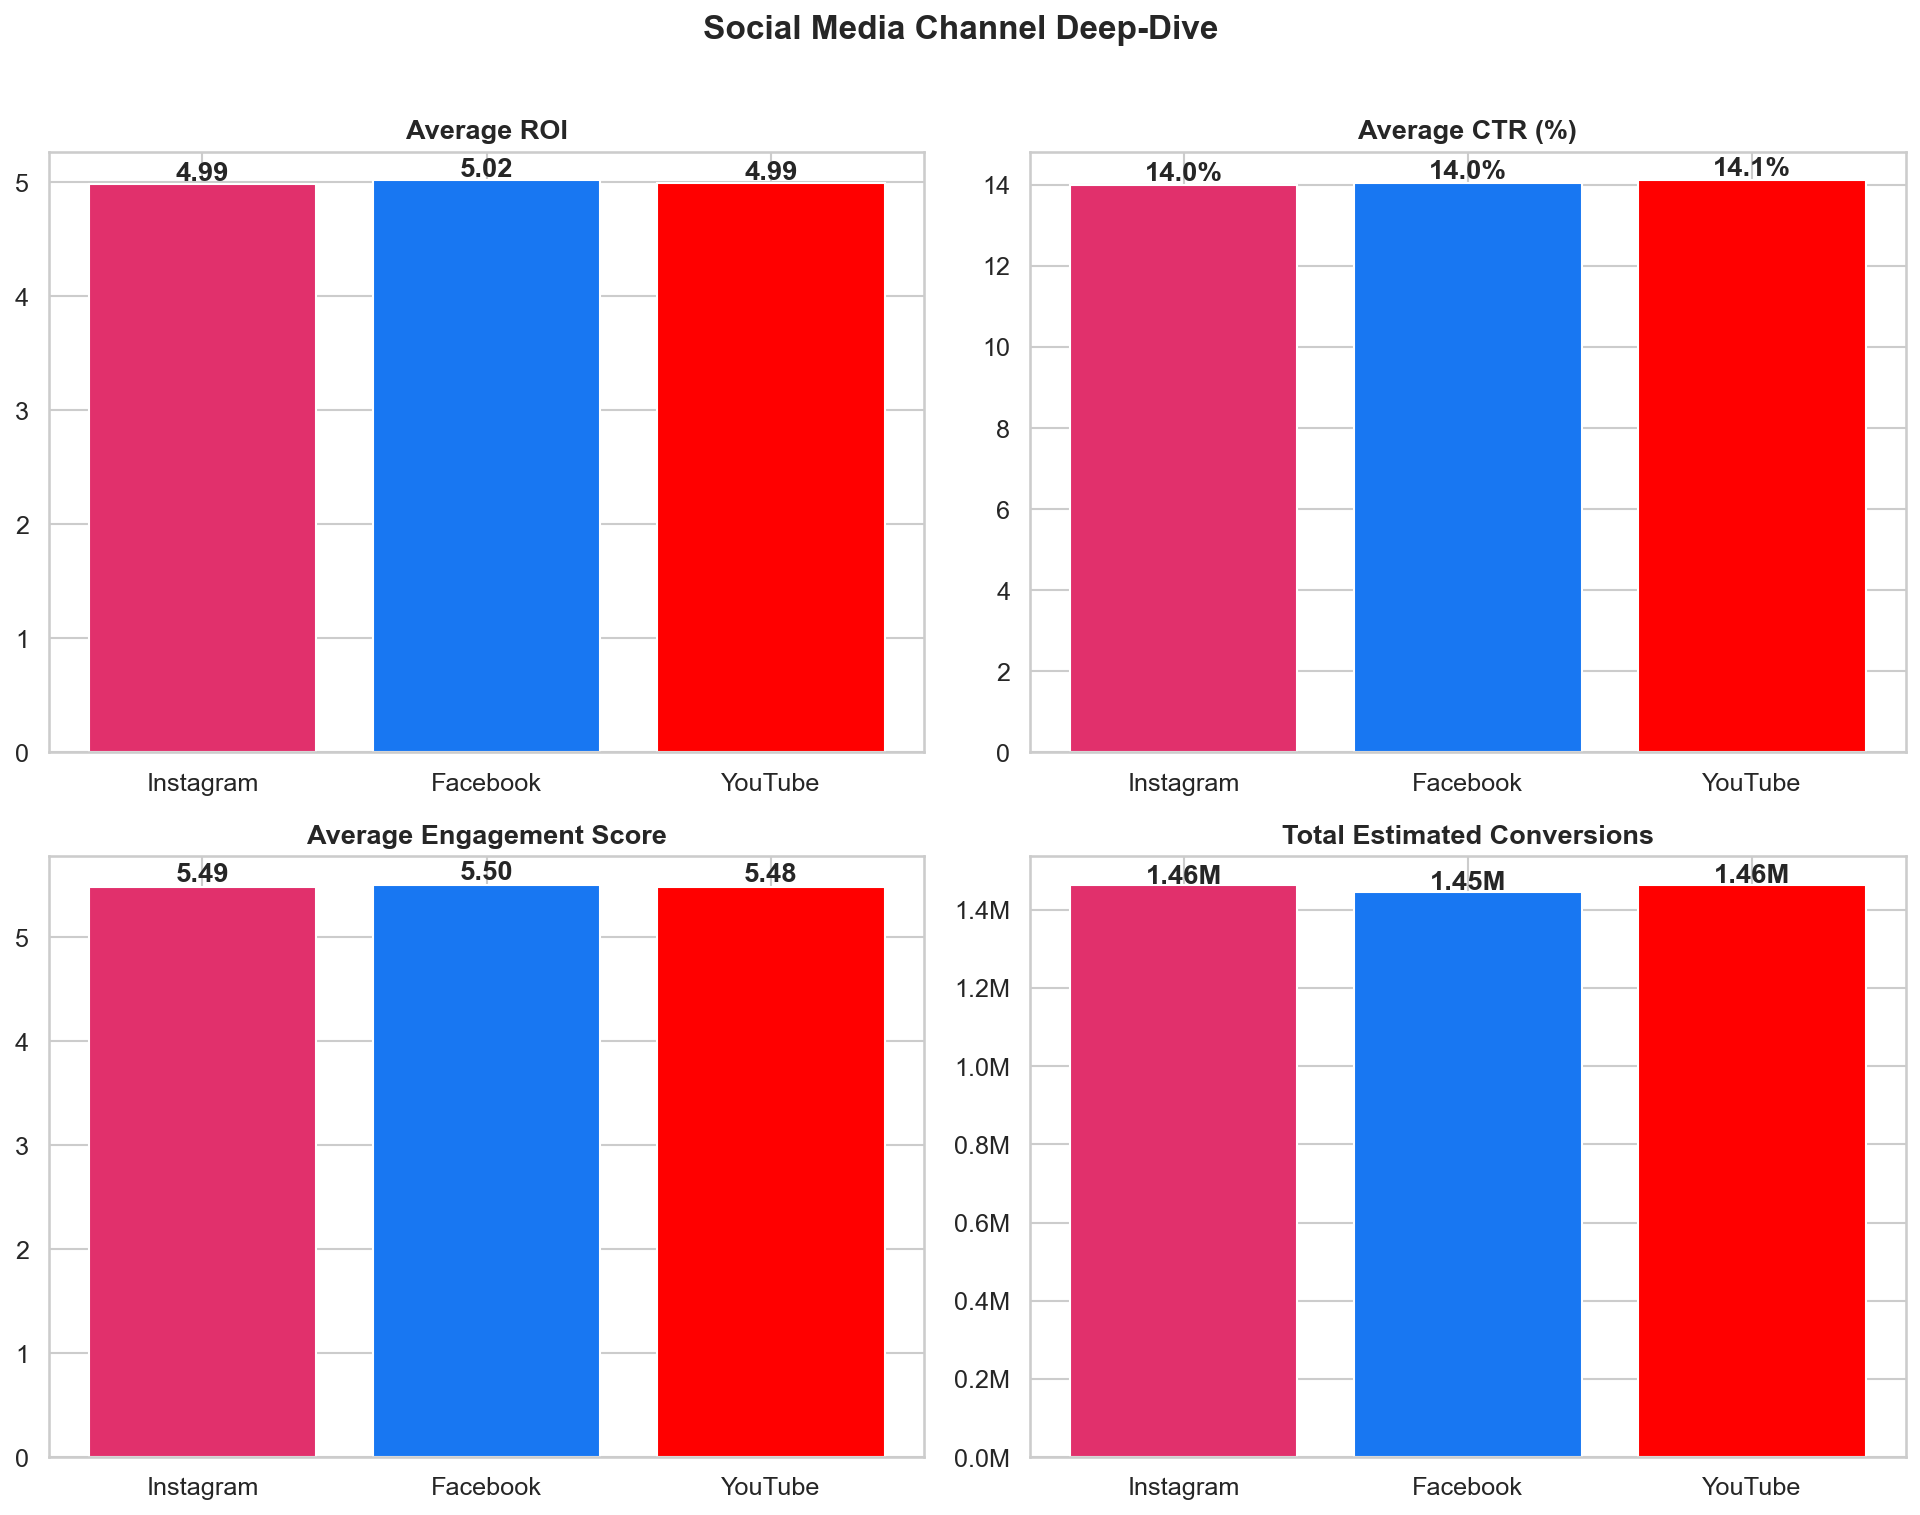 Social Media Channel Deep-Dive
Average ROI
4.99
5.02
4.99
5
4
3
2
1
0
Instagram
Facebook
YouTube
Average CTR (%)
14.0%
14.0%
14.1%
14
12
10
8
6
4
2
0
Instagram
Facebook
YouTube
Average Engagement Score
5.49
5.50
5.48
5
4
3
2
1
0
Instagram
Facebook
YouTube
Total Estimated Conversions
1.46M
1.45M
1.46M
1.4M
1.2M
1.0M
0.8M
0.6M
0.4M
0.2M
0.0M
Instagram
Facebook
YouTube